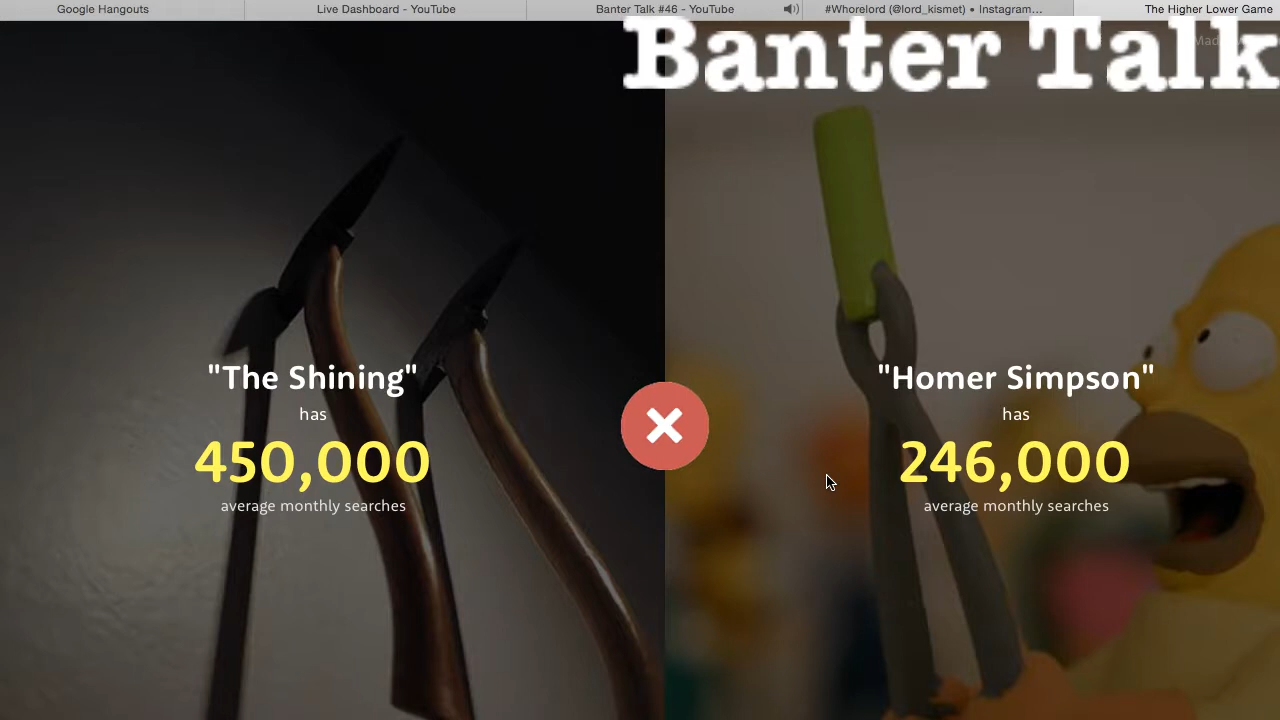 Google Hangouts
Live Dashboard - YouTube
Banter Talk #46 - YouTube
#Whorelord (@lord_kismet) • Instagram…
The Higher Lower Game
Banter Talk
"The Shining"
has
450,000
average monthly searches
"Homer Simpson"
has
246,000
average monthly searches